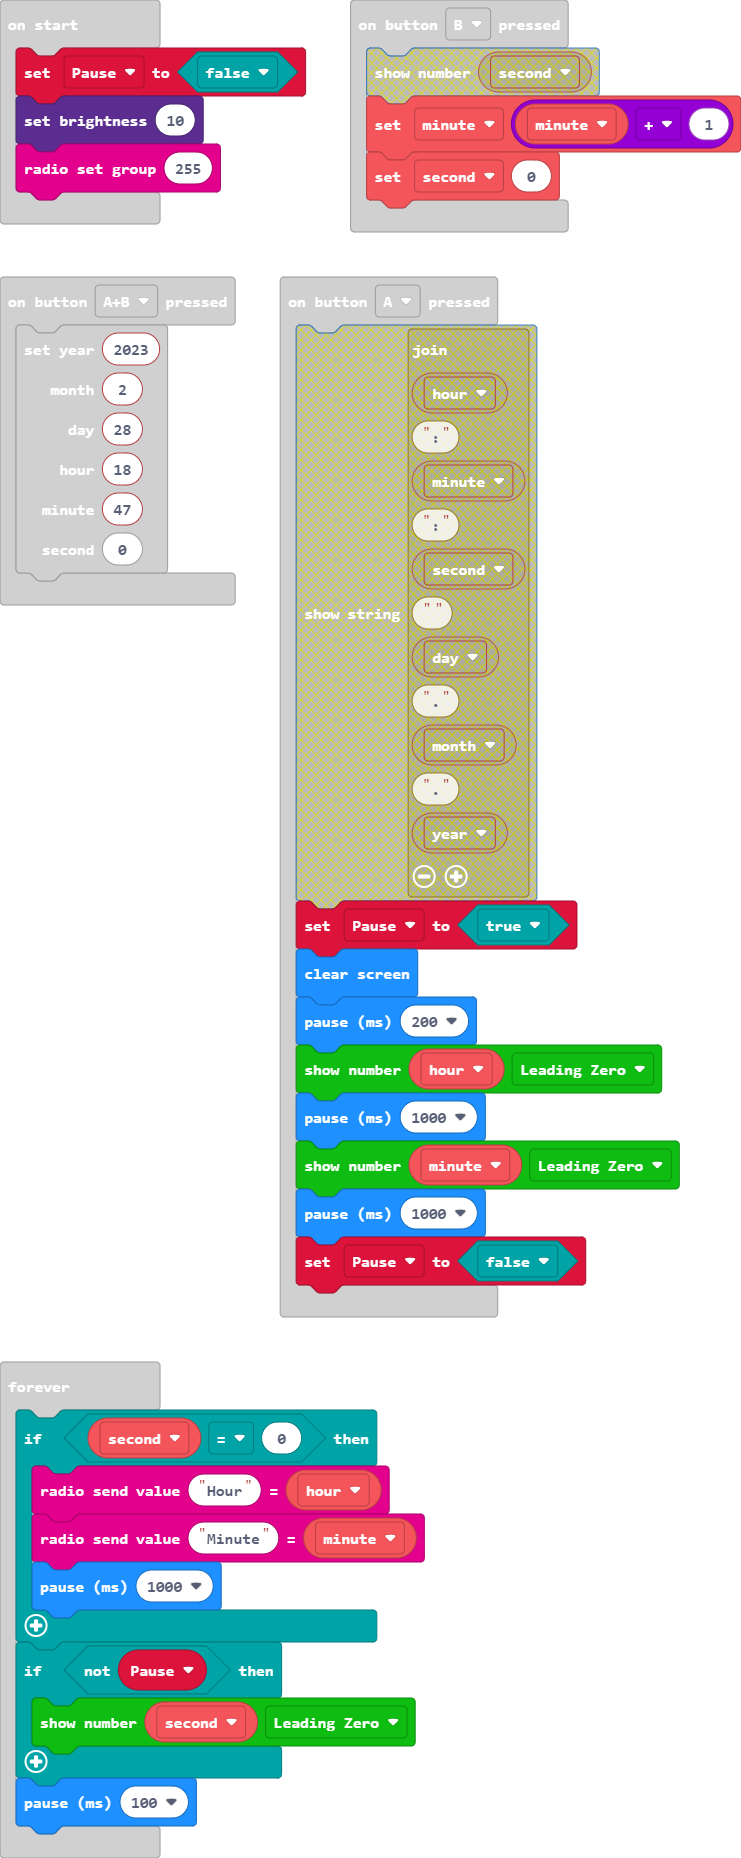 on start
set Pause to false
set brightness 10
radio set group 255
on button B pressed
show number second
set minute minute + 1
set second 0
on button A+B pressed
set year 2023
month 2
day 28
hour 18
minute 47
second 0
on button A pressed
join
hour
":"
minute
":"
second
show string " "
day
"."
month
"."
year
set Pause to true
clear screen
pause (ms) 200
show number hour Leading Zero
pause (ms) 1000
show number minute Leading Zero
pause (ms) 1000
set Pause to false
forever
if second = 0 then
radio send value "Hour" = hour
radio send value "Minute" = minute
pause (ms) 1000
if not Pause then
show number second Leading Zero
pause (ms) 100